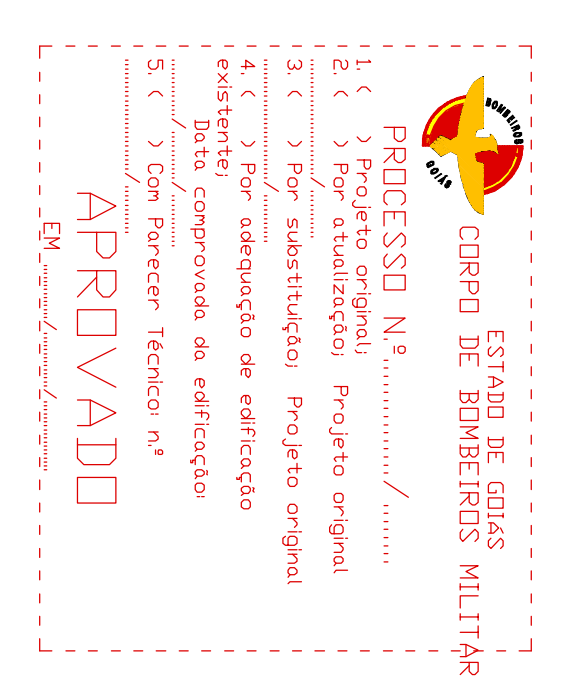 BOMBEIROS
GOIÁS
ESTADO DE GOIÁS
CORPO DE BOMBEIROS MILITAR
PROCESSO N.º ................/........
1. ( ) Projeto original;
2. ( ) Por atualização; Projeto original
............/............
3. ( ) Por substituição; Projeto original
............/............
4. ( ) Por adequação de edificação
existente;
Data comprovada da edificação:
............/............/............
5. ( ) Com Parecer Técnico: n.º
............/............
APROVADO
EM ............/............/............